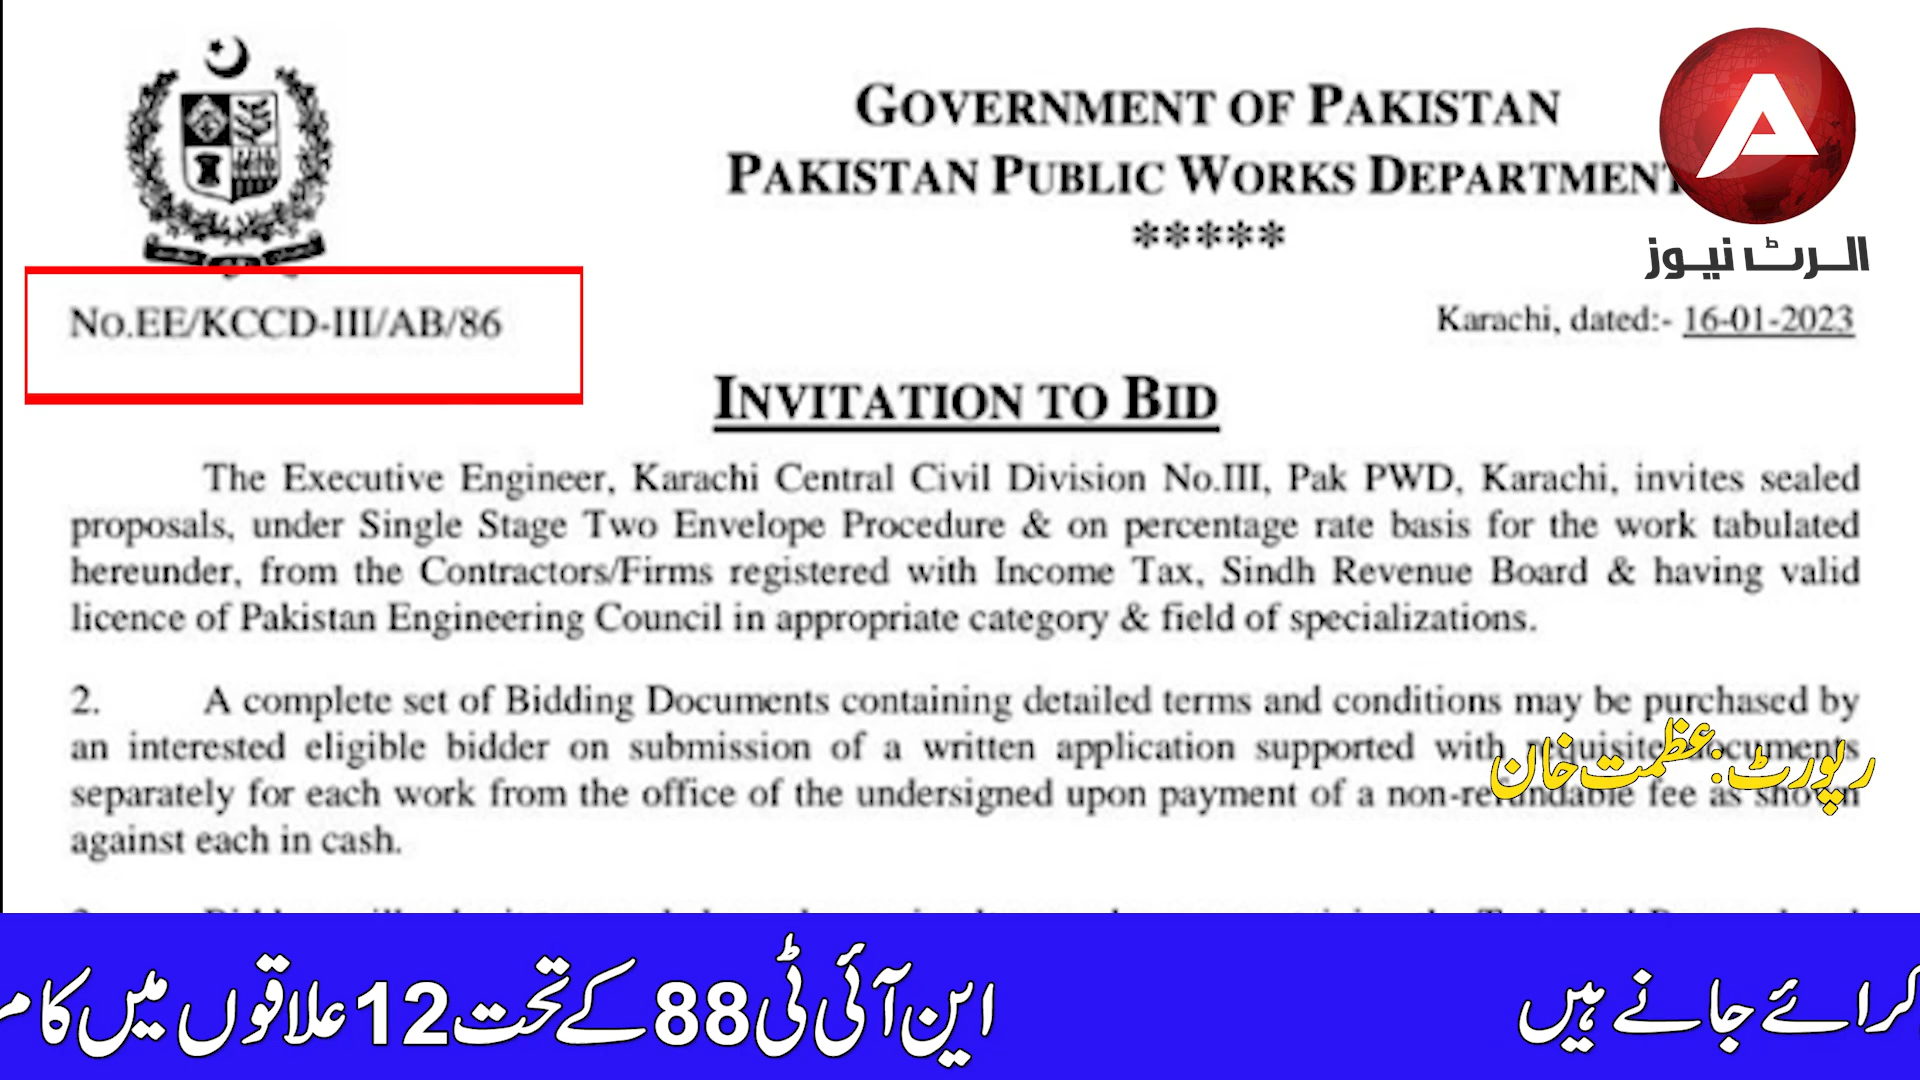 GOVERNMENT OF PAKISTAN
PAKISTAN PUBLIC WORKS DEPARTMENT
*****
الرٹ نیوز
NO.EE/KCCD-III/AB/86
Karachi, dated:- 16-01-2023
INVITATION TO BID
The Executive Engineer, Karachi Central Civil Division No.III, Pak PWD, Karachi, invites sealed
proposals, under Single Stage Two Envelope Procedure & on percentage rate basis for the work tabulated
hereunder, from the Contractors/Firms registered with Income Tax, Sindh Revenue Board & having valid
licence of Pakistan Engineering Council in appropriate category & field of specializations.
2. A complete set of Bidding Documents containing detailed terms and conditions may be purchased by
an interested eligible bidder on submission of a written application supported with requisite documents
separately for each work from the office of the undersigned upon payment of a non-refundable fee as shown
against each in cash.
رپورٹ: عظمت خان
کرائے جانے ہیں
این آئی ٹی 88 کے تحت 12 علاقوں میں کام